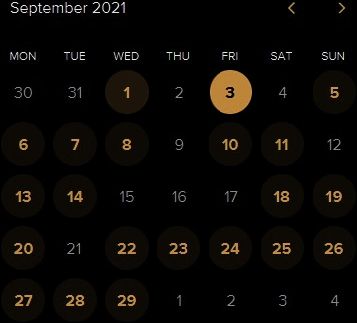 September 2021
MON TUE WED THU FRI SAT SUN
30 31 1 2 3 4 5
6 7 8 9 10 11 12
13 14 15 16 17 18 19
20 21 22 23 24 25 26
27 28 29 1 2 3 4